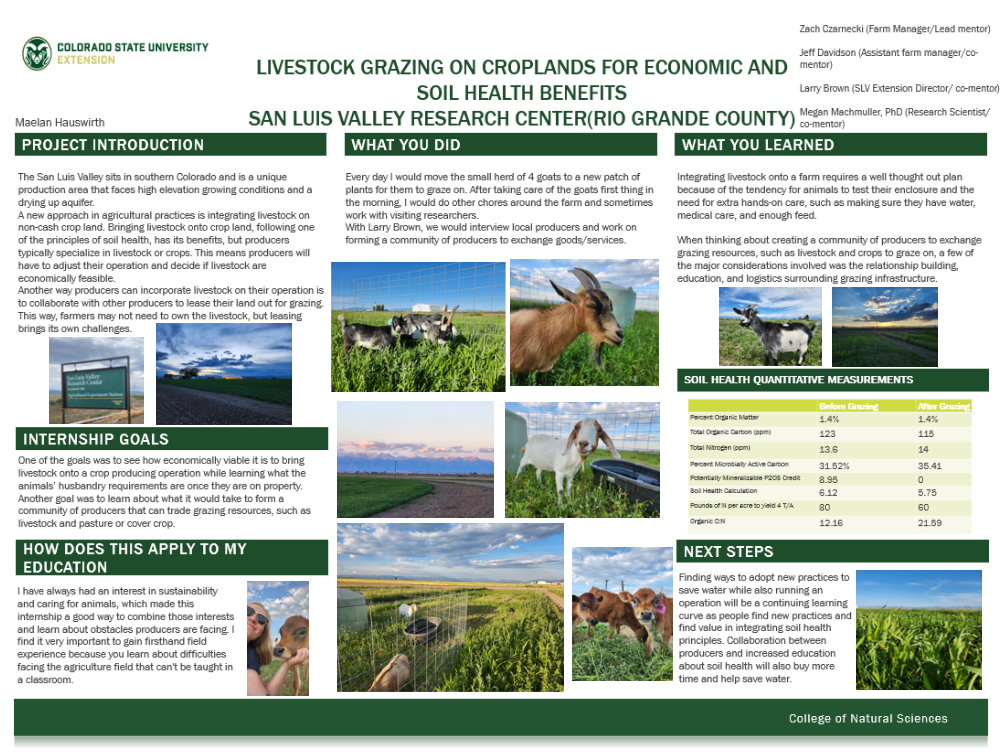 COLORADO STATE UNIVERSITY
EXTENSION
Maelan Hauswirth
LIVESTOCK GRAZING ON CROPLANDS FOR ECONOMIC AND
SOIL HEALTH BENEFITS
SAN LUIS VALLEY RESEARCH CENTER(RIO GRANDE COUNTY)
Zach Czarnecki (Farm Manager/Lead mentor)
Jeff Davidson (Assistant farm manager/co-
mentor)
Larry Brown (SLV Extension Director/ co-mentor)
Megan Machmuller, PhD (Research Scientist/
co-mentor)
PROJECT INTRODUCTION
The San Luis Valley sits in southern Colorado and is a unique
production area that faces high elevation growing conditions and a
drying up aquifer.
A new approach in agricultural practices is integrating livestock on
non-cash crop land. Bringing livestock onto crop land, following one
of the principles of soil health, has its benefits, but producers
typically specialize in livestock or crops. This means producers will
have to adjust their operation and decide if livestock are
economically feasible.
Another way producers can incorporate livestock on their operation is
to collaborate with other producers to lease their land out for grazing.
This way, farmers may not need to own the livestock, but leasing
brings its own challenges.
San Luis Valley
Research Center
Agricultural Experiment Station
INTERNSHIP GOALS
One of the goals was to see how economically viable it is to bring
livestock onto a crop producing operation while learning what the
animals' husbandry requirements are once they are on property.
Another goal was to learn about what it would take to form a
community of producers that can trade grazing resources, such as
livestock and pasture or cover crop.
HOW DOES THIS APPLY TO MY
EDUCATION
I have always had an interest in sustainability
and caring for animals, which made this
internship a good way to combine those interests
and learn about obstacles producers are facing. I
find it very important to gain firsthand field
experience because you learn about difficulties
facing the agriculture field that can't be taught in
a classroom.
WHAT YOU DID
Every day I would move the small herd of 4 goats to a new patch of
plants for them to graze on. After taking care of the goats first thing in
the morning, I would do other chores around the farm and sometimes
work with visiting researchers.
With Larry Brown, we would interview local producers and work on
forming a community of producers to exchange goods/services.
WHAT YOU LEARNED
Integrating livestock onto a farm requires a well thought out plan
because of the tendency for animals to test their enclosure and the
need for extra hands-on care, such as making sure they have water,
medical care, and enough feed.
When thinking about creating a community of producers to exchange
grazing resources, such as livestock and crops to graze on, a few of
the major considerations involved was the relationship building,
education, and logistics surrounding grazing infrastructure.
SOIL HEALTH QUANTITATIVE MEASUREMENTS
Before Grazing After Grazing
Percent Organic Matter 1.4% 1.4%
Total Organic Carbon (ppm) 123 115
Total Nitrogen (ppm) 13.6 14
Percent Microbially Active Carbon 31.52% 35.41
Potentially Mineralizable P2O5 Credit 8.95 0
Soil Health Calculation 6.12 5.75
Pounds of N per acre to yield 4 T/A 80 60
Organic C:N 12.16 21.59
NEXT STEPS
Finding ways to adopt new practices to
save water while also running an
operation will be a continuing learning
curve as people find new practices and
find value in integrating soil health
principles. Collaboration between
producers and increased education
about soil health will also buy more
time and help save water.
College of Natural Sciences